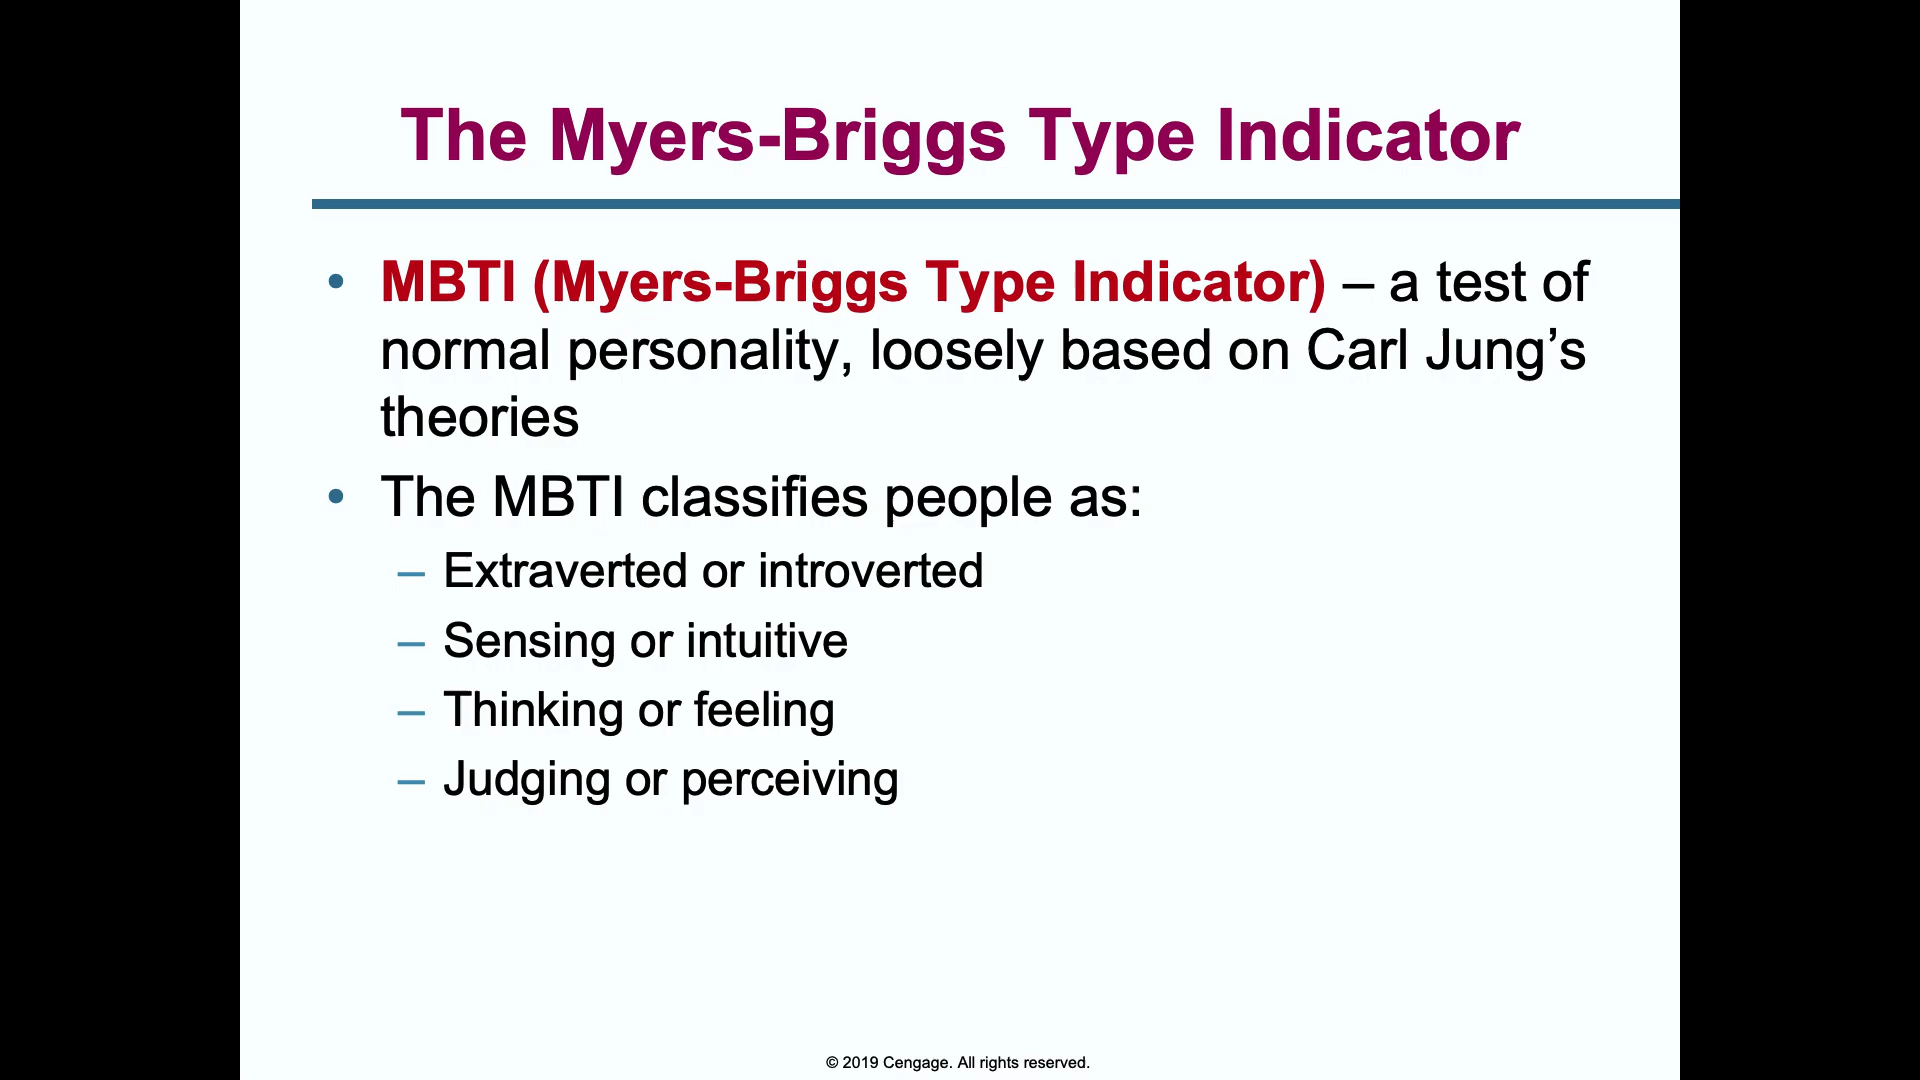 The Myers-Briggs Type Indicator
• MBTI (Myers-Briggs Type Indicator) – a test of
normal personality, loosely based on Carl Jung’s
theories
• The MBTI classifies people as:
– Extraverted or introverted
– Sensing or intuitive
– Thinking or feeling
– Judging or perceiving
© 2019 Cengage. All rights reserved.